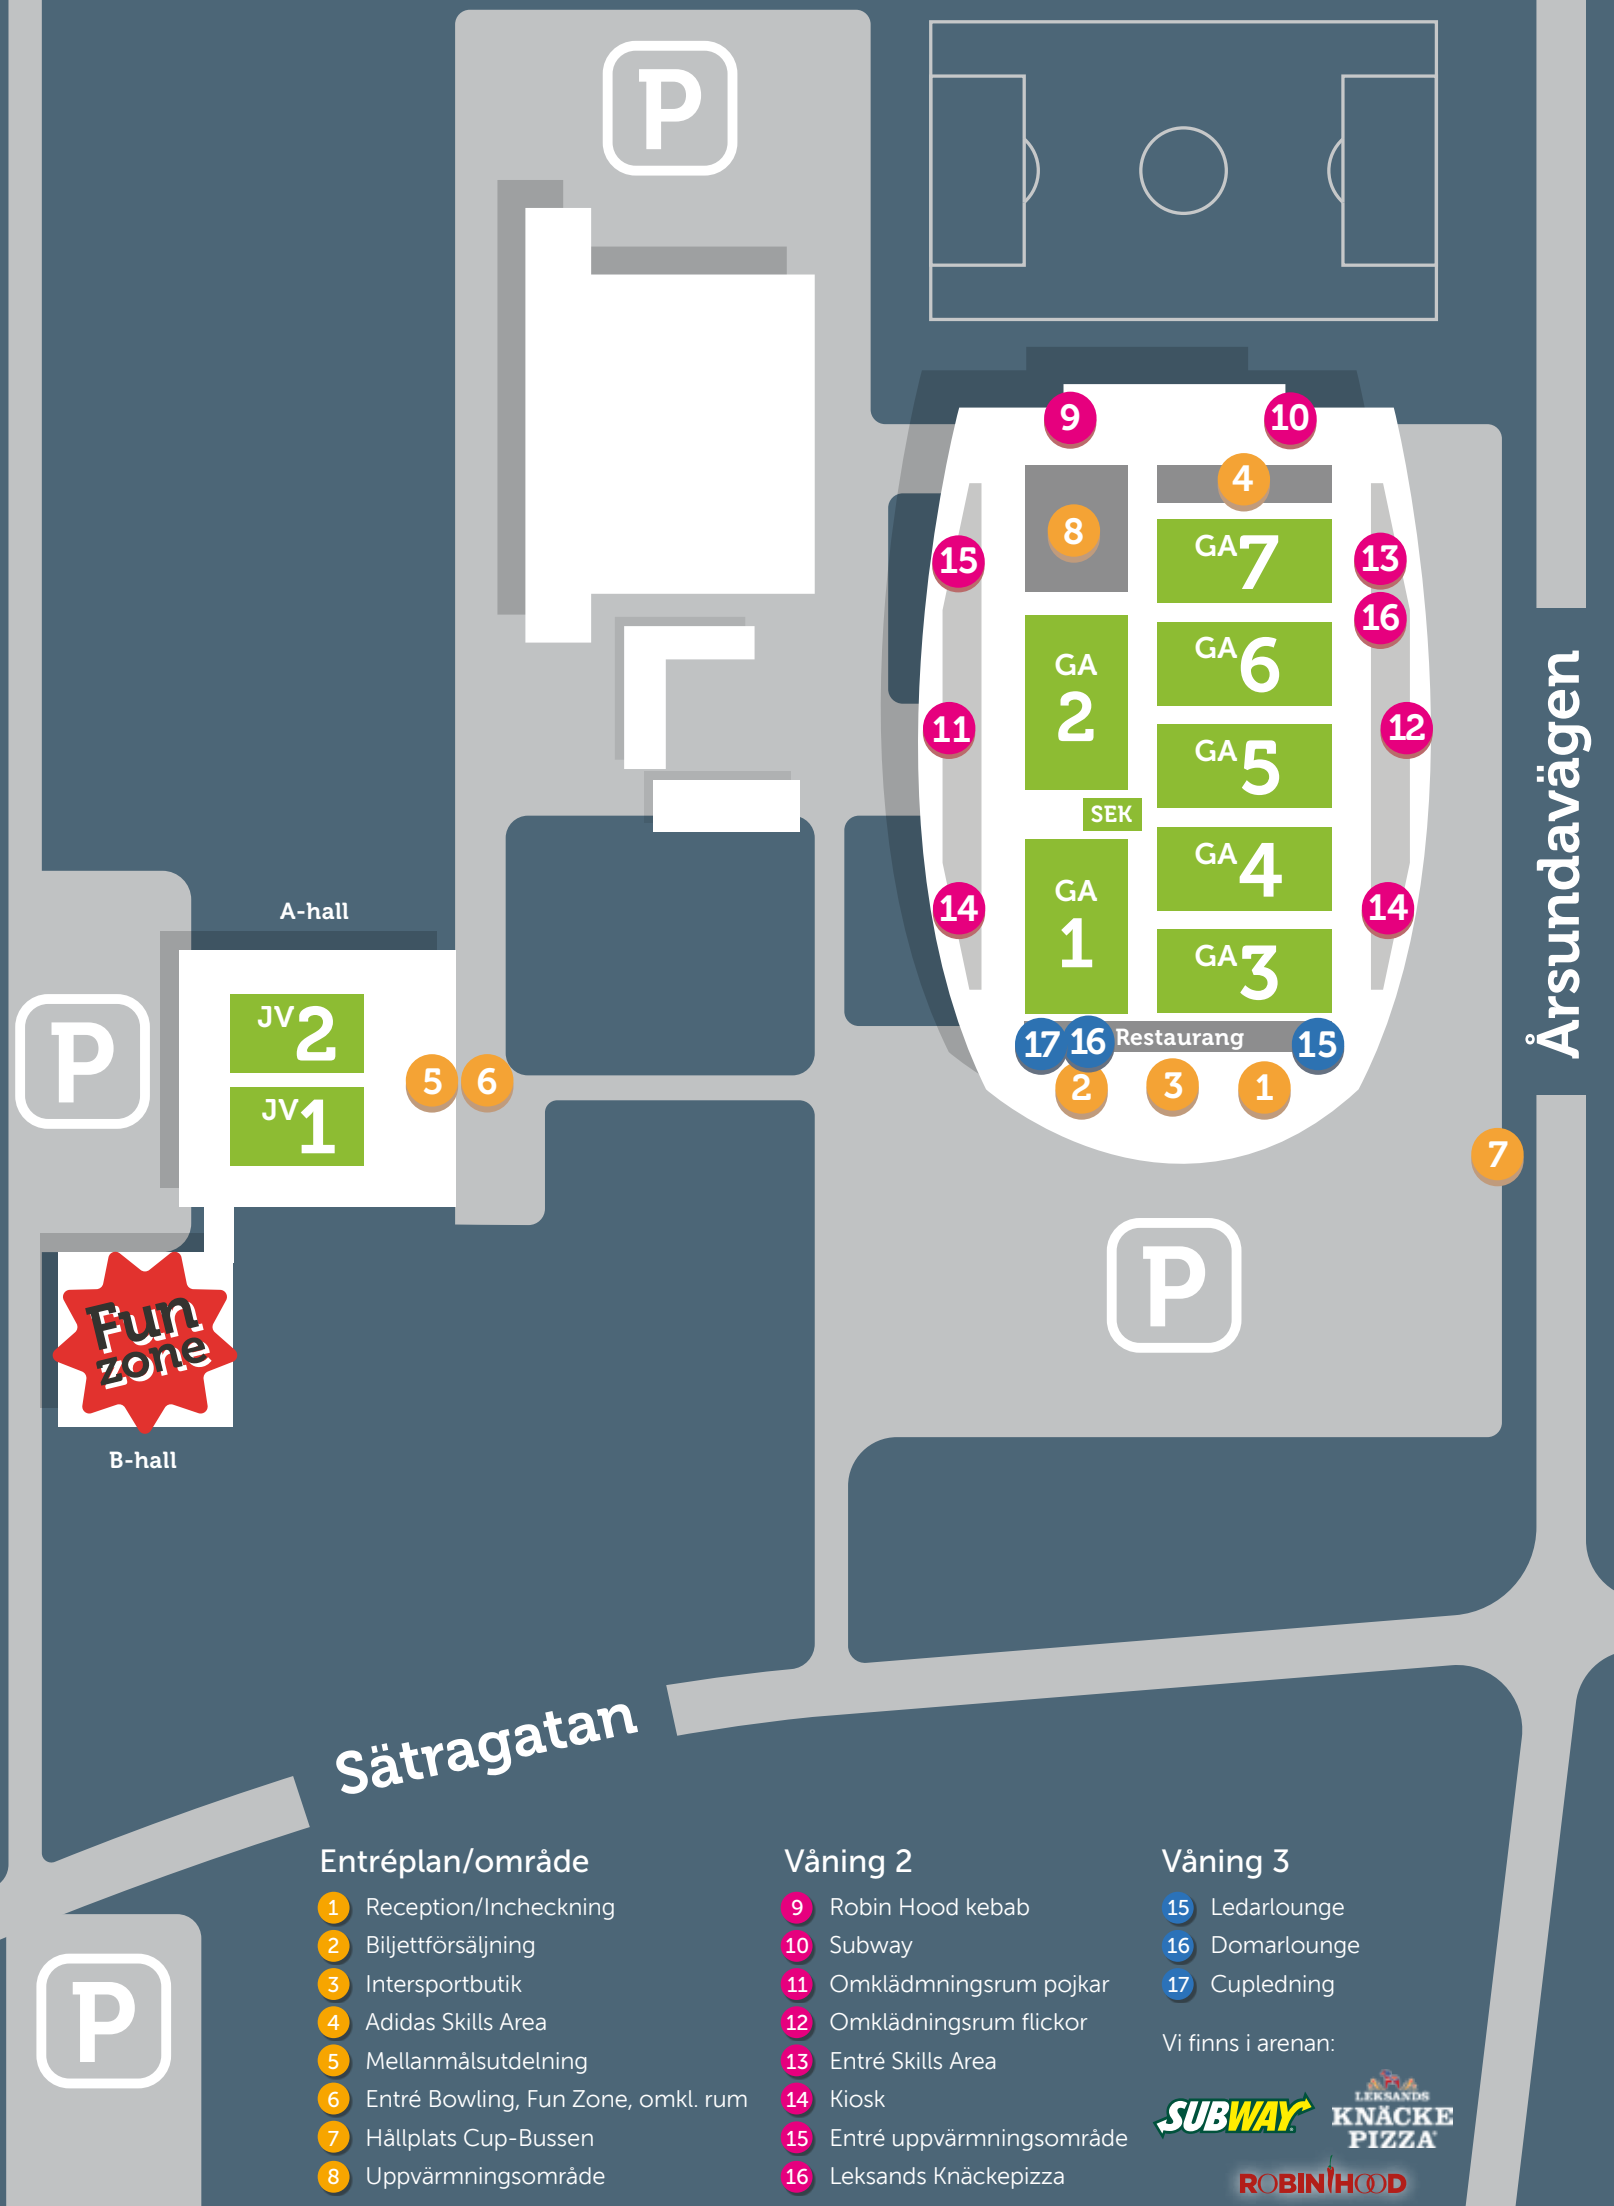 P
9
10
4
8
GA7
15
13
16
GA6
GA
2
11
12
GA5
SEK
GA4
GA
1
14
14
GA3
17
16
Restaurang
15
2
3
1
7
Årsundavägen
A-hall
P
JV2
5
6
JV1
P
Fun
zone
B-hall
Sätragatan
P
Entréplan/område
1 Reception/Incheckning
2 Biljettförsäljning
3 Intersportbutik
4 Adidas Skills Area
5 Mellanmålsutdelning
6 Entré Bowling, Fun Zone, omkl. rum
7 Hållplats Cup-Bussen
8 Uppvärmningsområde
Våning 2
9 Robin Hood kebab
10 Subway
11 Omklädmningsrum pojkar
12 Omklädningsrum flickor
13 Entré Skills Area
14 Kiosk
15 Entré uppvärmningsområde
16 Leksands Knäckepizza
Våning 3
15 Ledarlounge
16 Domarlounge
17 Cupledning
Vi finns i arenan:
SUBWAY
LEKSANDS
KNÄCKE
PIZZA
ROBINHOOD